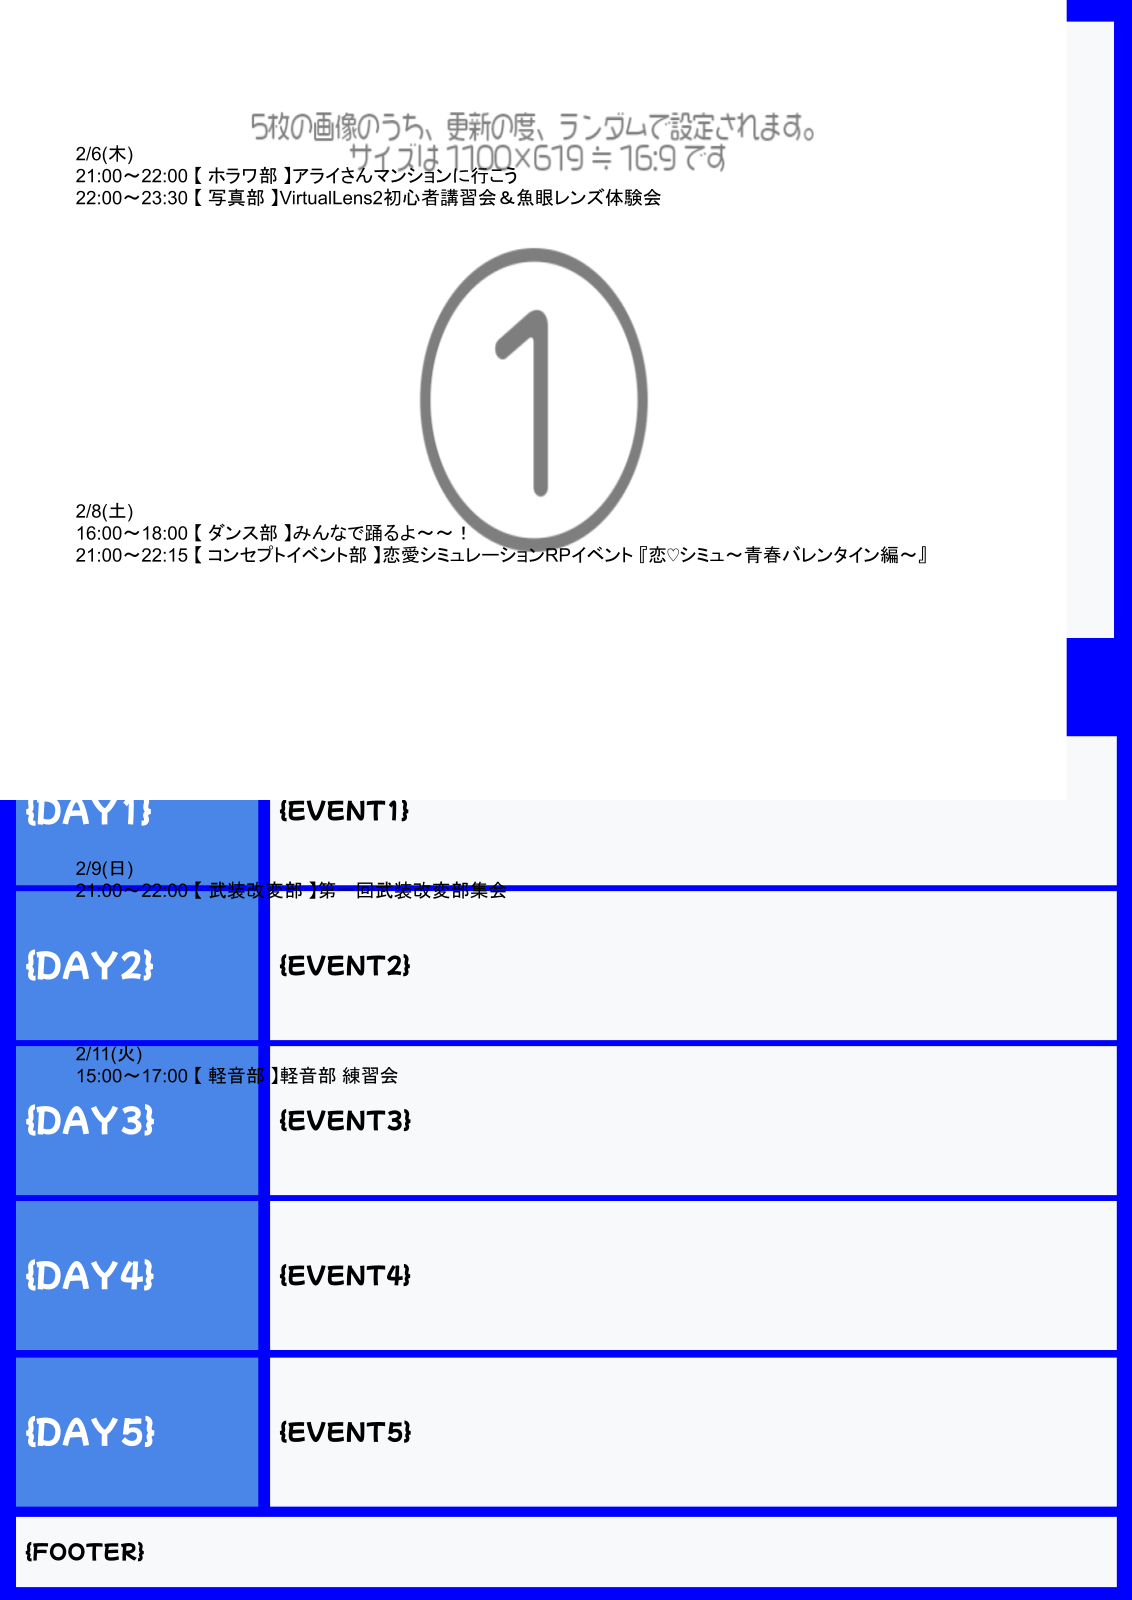 5枚の画像のうち、更新の度、ランダムで設定されます。
サイズは 1100×619 ≒ 16:9 です
2/6(木)
21:00～22:00【 ホラワ部 】アライさんマンションに行こう
22:00～23:30【 写真部 】VirtualLens2初心者講習会＆魚眼レンズ体験会
①
2/8(土)
16:00～18:00【 ダンス部 】みんなで踊るよ～～！
21:00～22:15【 コンセプトイベント部 】恋愛シミュレーションRPイベント『恋♡シミュ～青春バレンタイン編～』
{DAY1} {EVENT1}
2/9(日)
21:00～22:00【 武装改変部 】第一回武装改変部集会
{DAY2} {EVENT2}
2/11(火)
15:00～17:00【 軽音部 】軽音部 練習会
{DAY3} {EVENT3}
{DAY4} {EVENT4}
{DAY5} {EVENT5}
{FOOTER}